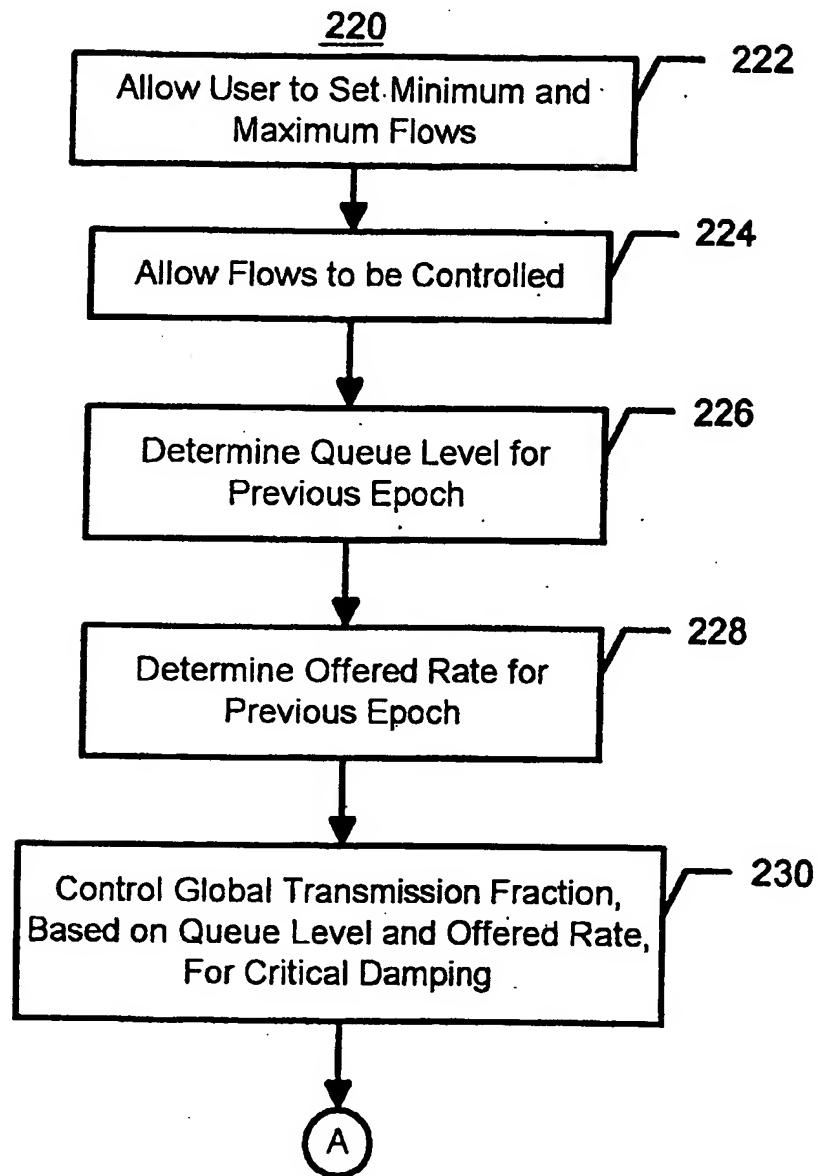 220
222
Allow User to Set Minimum and
Maximum Flows
224
Allow Flows to be Controlled
226
Determine Queue Level for
Previous Epoch
228
Determine Offered Rate for
Previous Epoch
230
Control Global Transmission Fraction,
Based on Queue Level and Offered Rate,
For Critical Damping
A